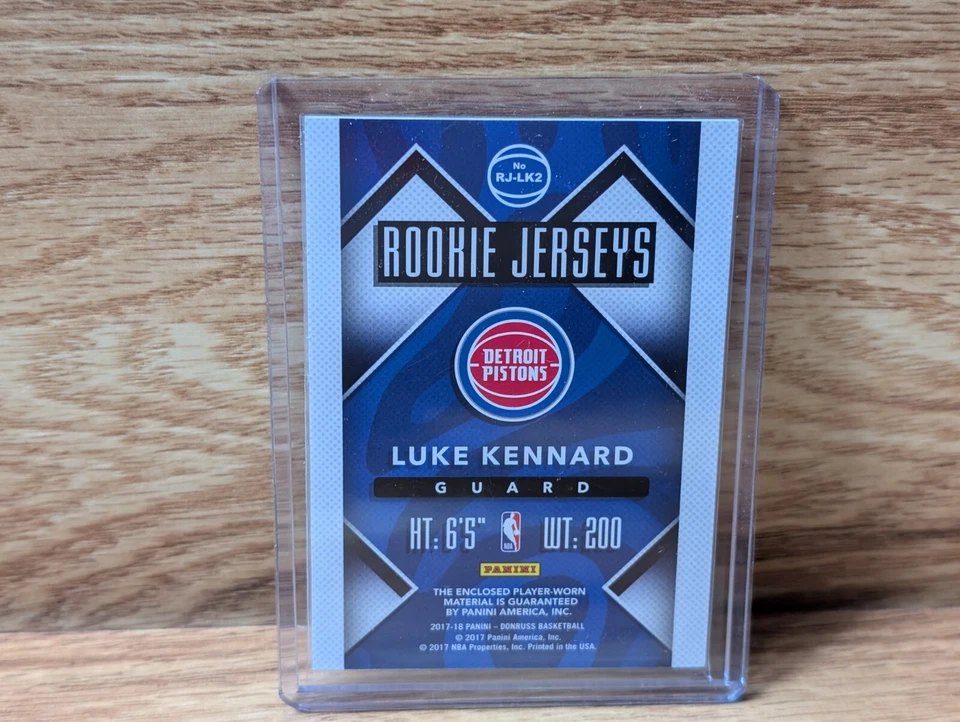 No
RJ-LK2
ROOKIE JERSEYS
DETROIT
PISTONS
LUKE KENNARD
GUARD
HT: 6'5" NBA WT: 200
PANINI
THE ENCLOSED PLAYER-WORN
MATERIAL IS GUARANTEED
BY PANINI AMERICA, INC.
2017-18 PANINI – DONRUSS BASKETBALL
© 2017 Panini America, Inc.
© 2017 NBA Properties, Inc. Printed in the USA.